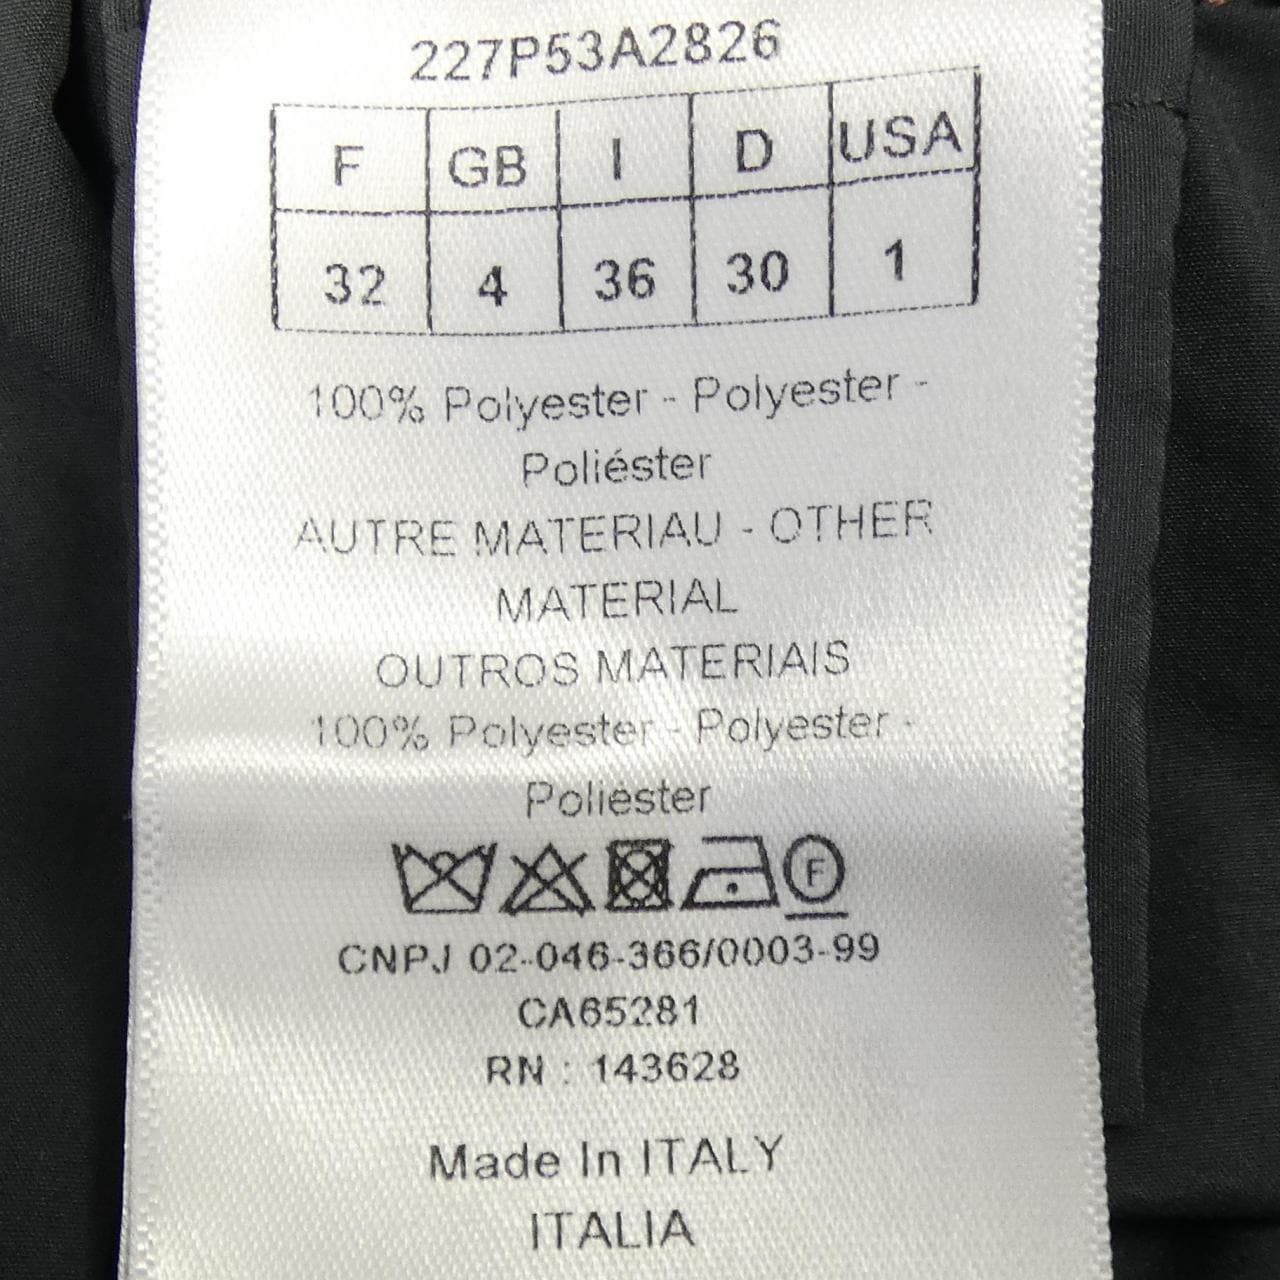 227P53A2826
F GB I D USA
32 4 36 30 1
100% Polyester - Polyester -
Poliéster
AUTRE MATERIAU - OTHER
MATERIAL
OUTROS MATERIAIS
100% Polyester - Polyester -
Poliéster
F
CNPJ 02-046-366/0003-99
CA65281
RN : 143628
Made In ITALY
ITALIA